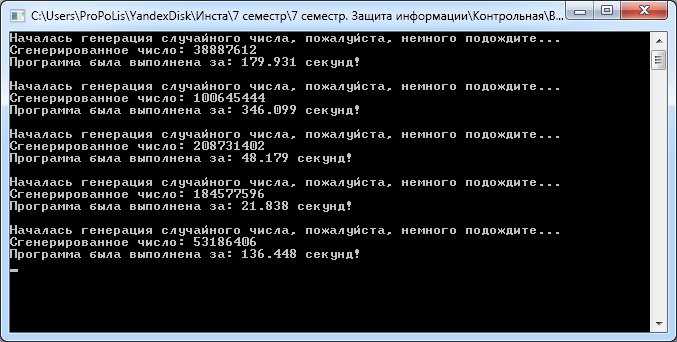 C:\Users\ProPoLis\YandexDisk\Инста\7 семестр\7 семестр. Защита информации\Контрольная\В...
Началась генерация случайного числа, пожалуйста, немного подождите...
Сгенерированное число: 38887612
Программа была выполнена за: 179.931 секунд!
Началась генерация случайного числа, пожалуйста, немного подождите...
Сгенерированное число: 100645444
Программа была выполнена за: 346.099 секунд!
Началась генерация случайного числа, пожалуйста, немного подождите...
Сгенерированное число: 208731402
Программа была выполнена за: 48.179 секунд!
Началась генерация случайного числа, пожалуйста, немного подождите...
Сгенерированное число: 184577596
Программа была выполнена за: 21.838 секунд!
Началась генерация случайного числа, пожалуйста, немного подождите...
Сгенерированное число: 53186406
Программа была выполнена за: 136.448 секунд!